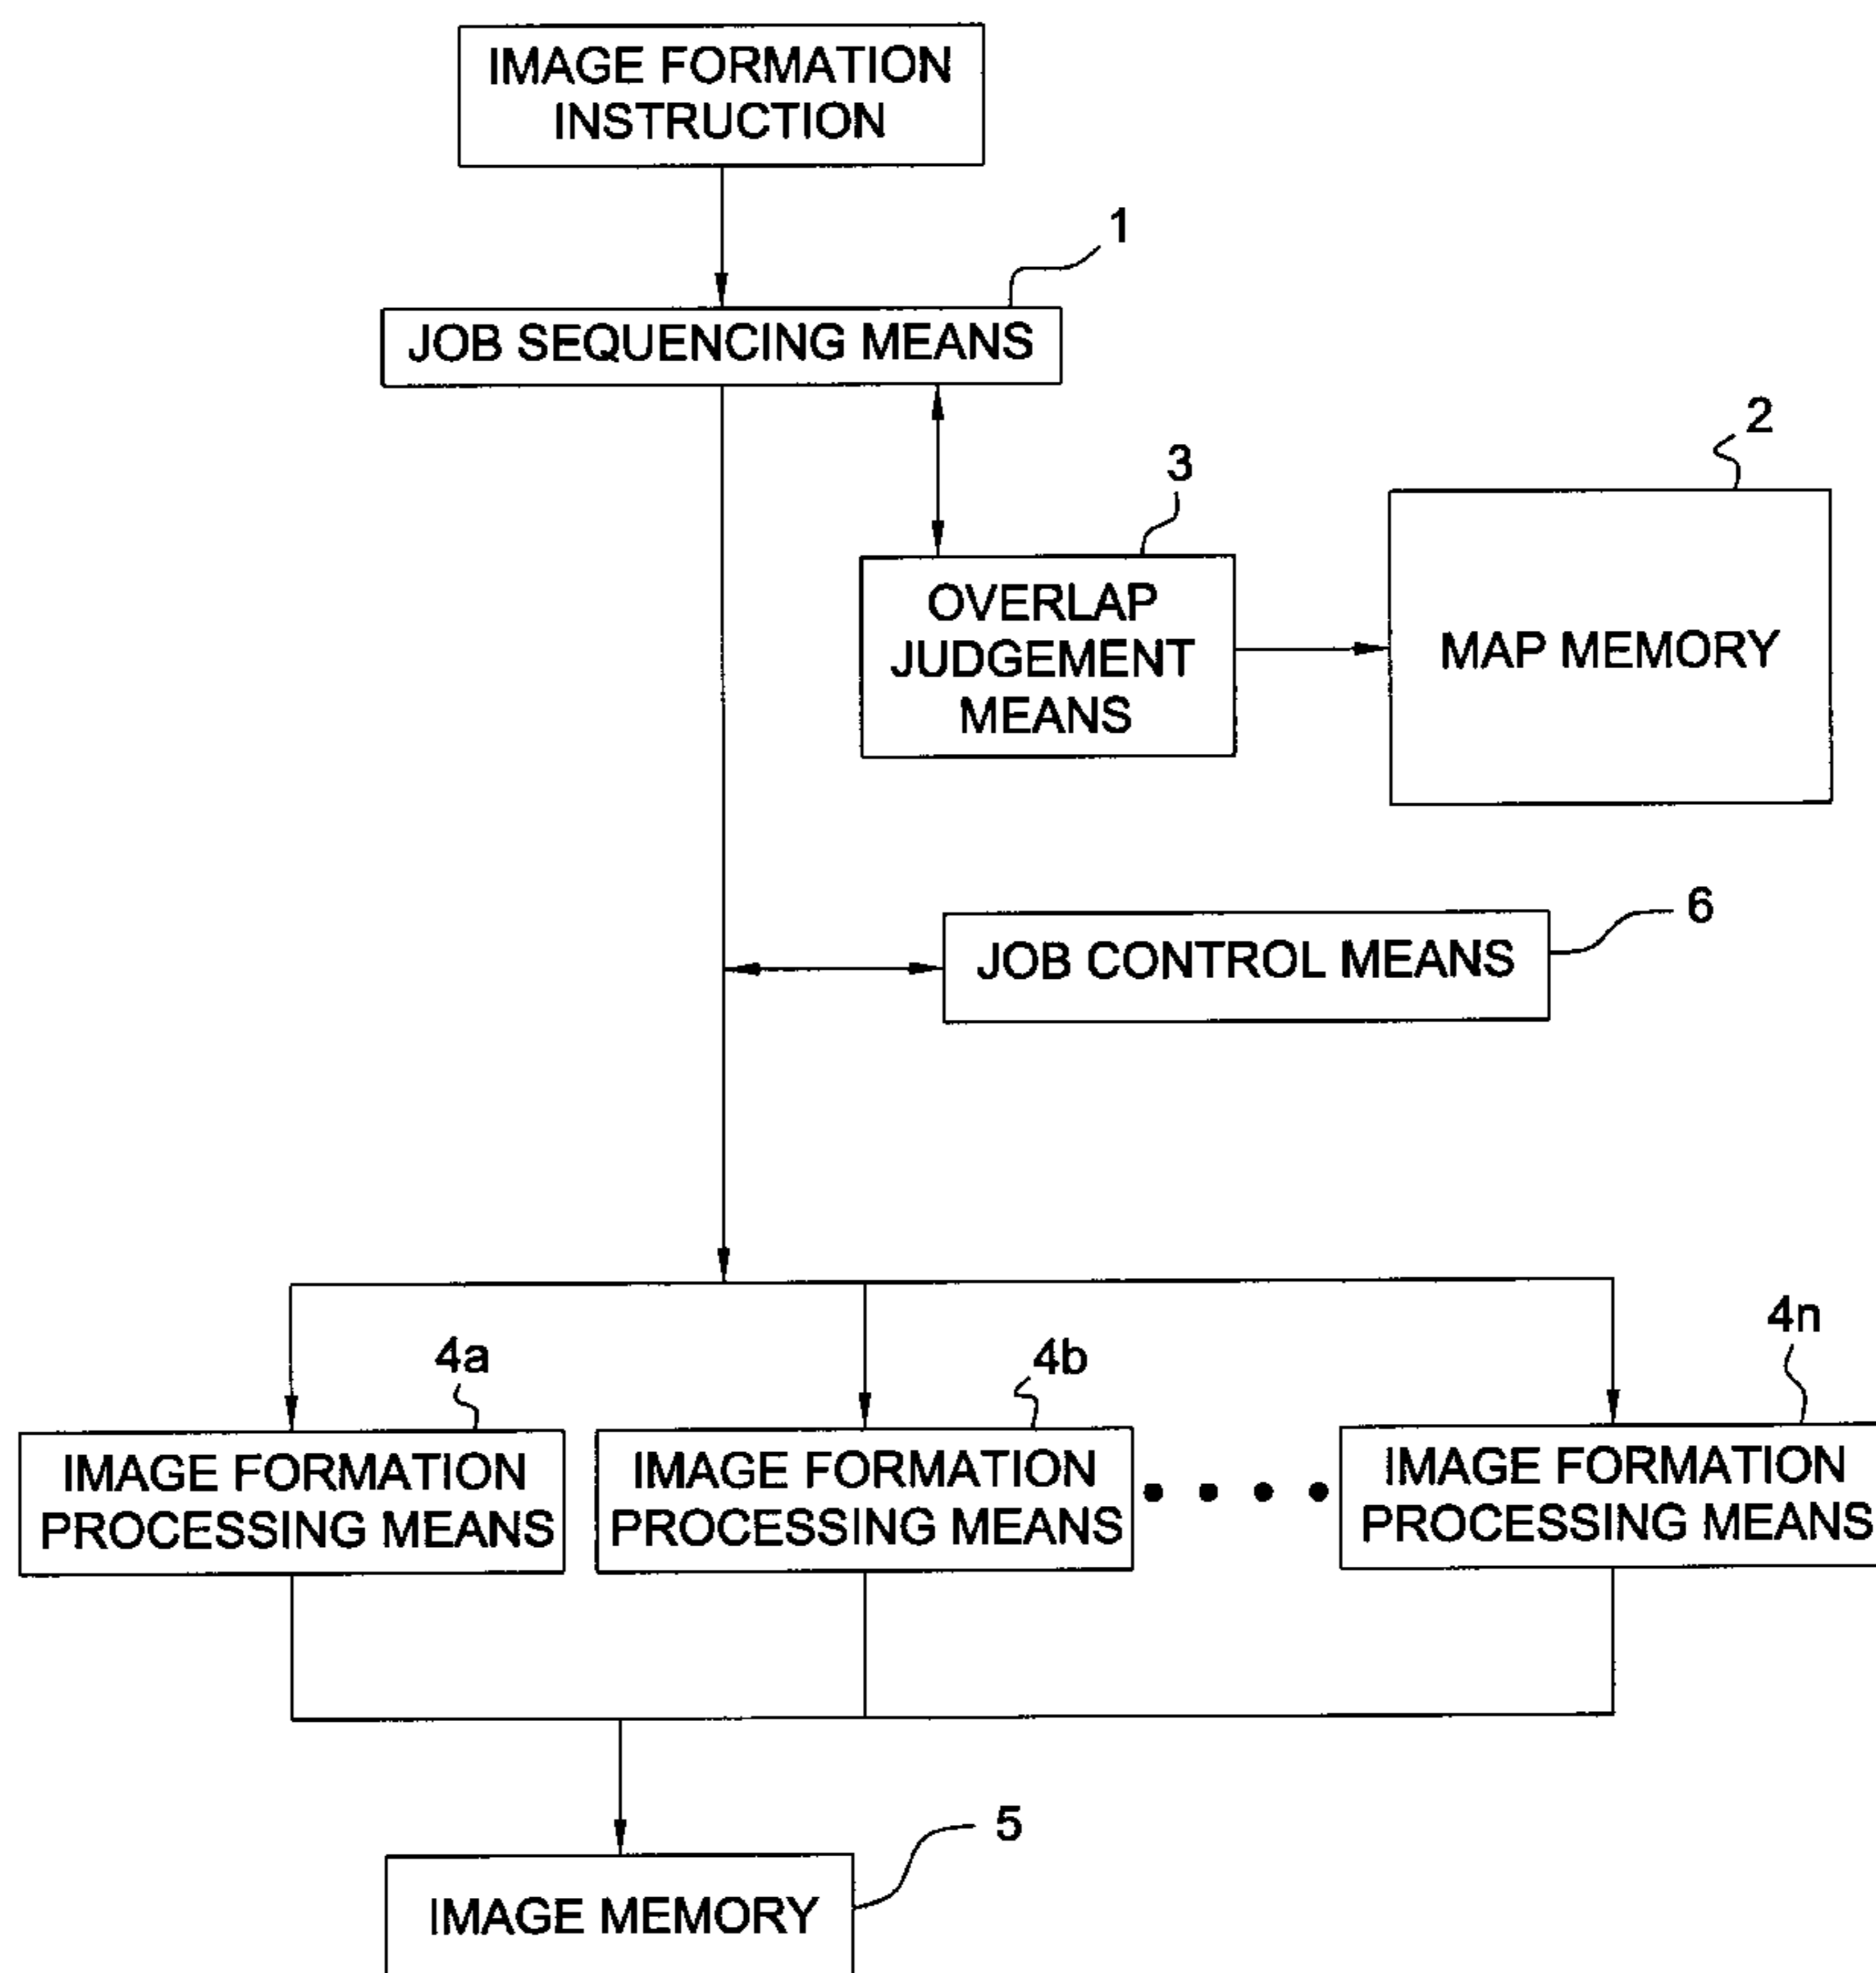 IMAGE FORMATION
INSTRUCTION
1
JOB SEQUENCING MEANS
2
3
OVERLAP
JUDGEMENT
MEANS
MAP MEMORY
6
JOB CONTROL MEANS
4a
4b
4n
IMAGE FORMATION
PROCESSING MEANS
IMAGE FORMATION
PROCESSING MEANS
IMAGE FORMATION
PROCESSING MEANS
5
IMAGE MEMORY